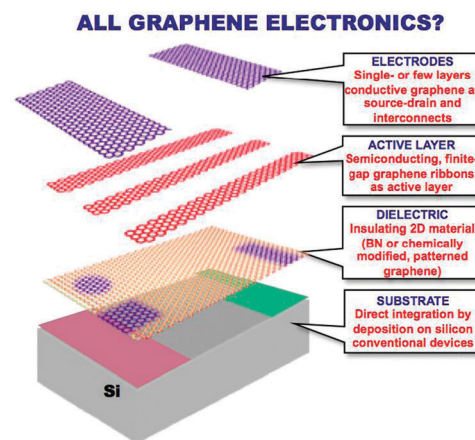 ALL GRAPHENE ELECTRONICS?
ELECTRODES
Single- or few layers
conductive graphene a
source-drain and
interconnects
ACTIVE LAYER
Semiconducting, finite
gap graphene ribbons
as active layer
DIELECTRIC
Insulating 2D material
(BN or chemically
modified, patterned
graphene)
SUBSTRATE
Direct integration by
deposition on silicon
conventional devices
Si